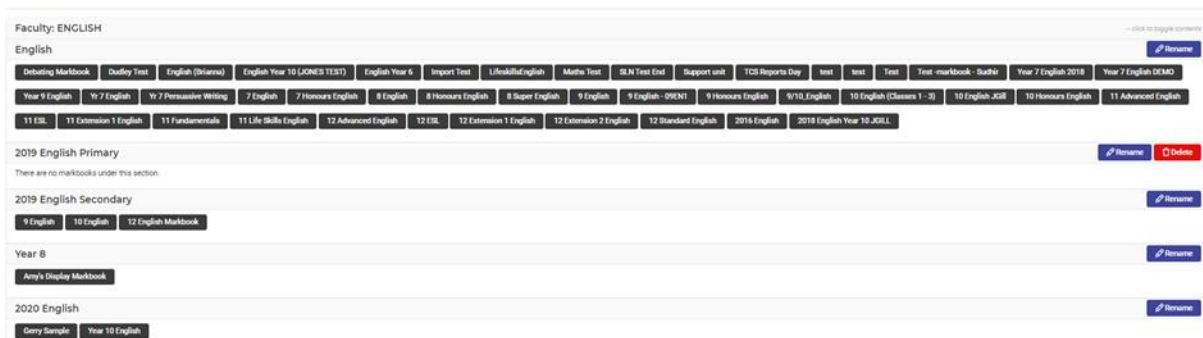 Faculty: ENGLISH -- click to toggle contents
English Rename
Debating Markbook Dudley Test English (Brianna) English Year 10 (JONES TEST) English Year 6 Import Test LifeskillsEnglish Maths Test SLN Test End Support unit TCS Reports Day test test Test Test -markbook - Sudhir Year 7 English 2018 Year 7 English DEMO
Year 9 English Yr 7 English Yr 7 Persuasive Writing 7 English 7 Honours English 8 English 8 Honours English 8 Super English 9 English 9 English - 09EN1 9 Honours English 9/10_English 10 English (Classes 1 - 3) 10 English JGill 10 Honours English 11 Advanced English
11 ESL 11 Extension 1 English 11 Fundamentals 11 Life Skills English 12 Advanced English 12 ESL 12 Extension 1 English 12 Extension 2 English 12 Standard English 2016 English 2018 English Year 10 JGILL
2019 English Primary Rename Delete
There are no markbooks under this section.
2019 English Secondary Rename
9 English 10 English 12 English Markbook
Year 8 Rename
Amy's Display Markbook
2020 English Rename
Gerry Sample Year 10 English